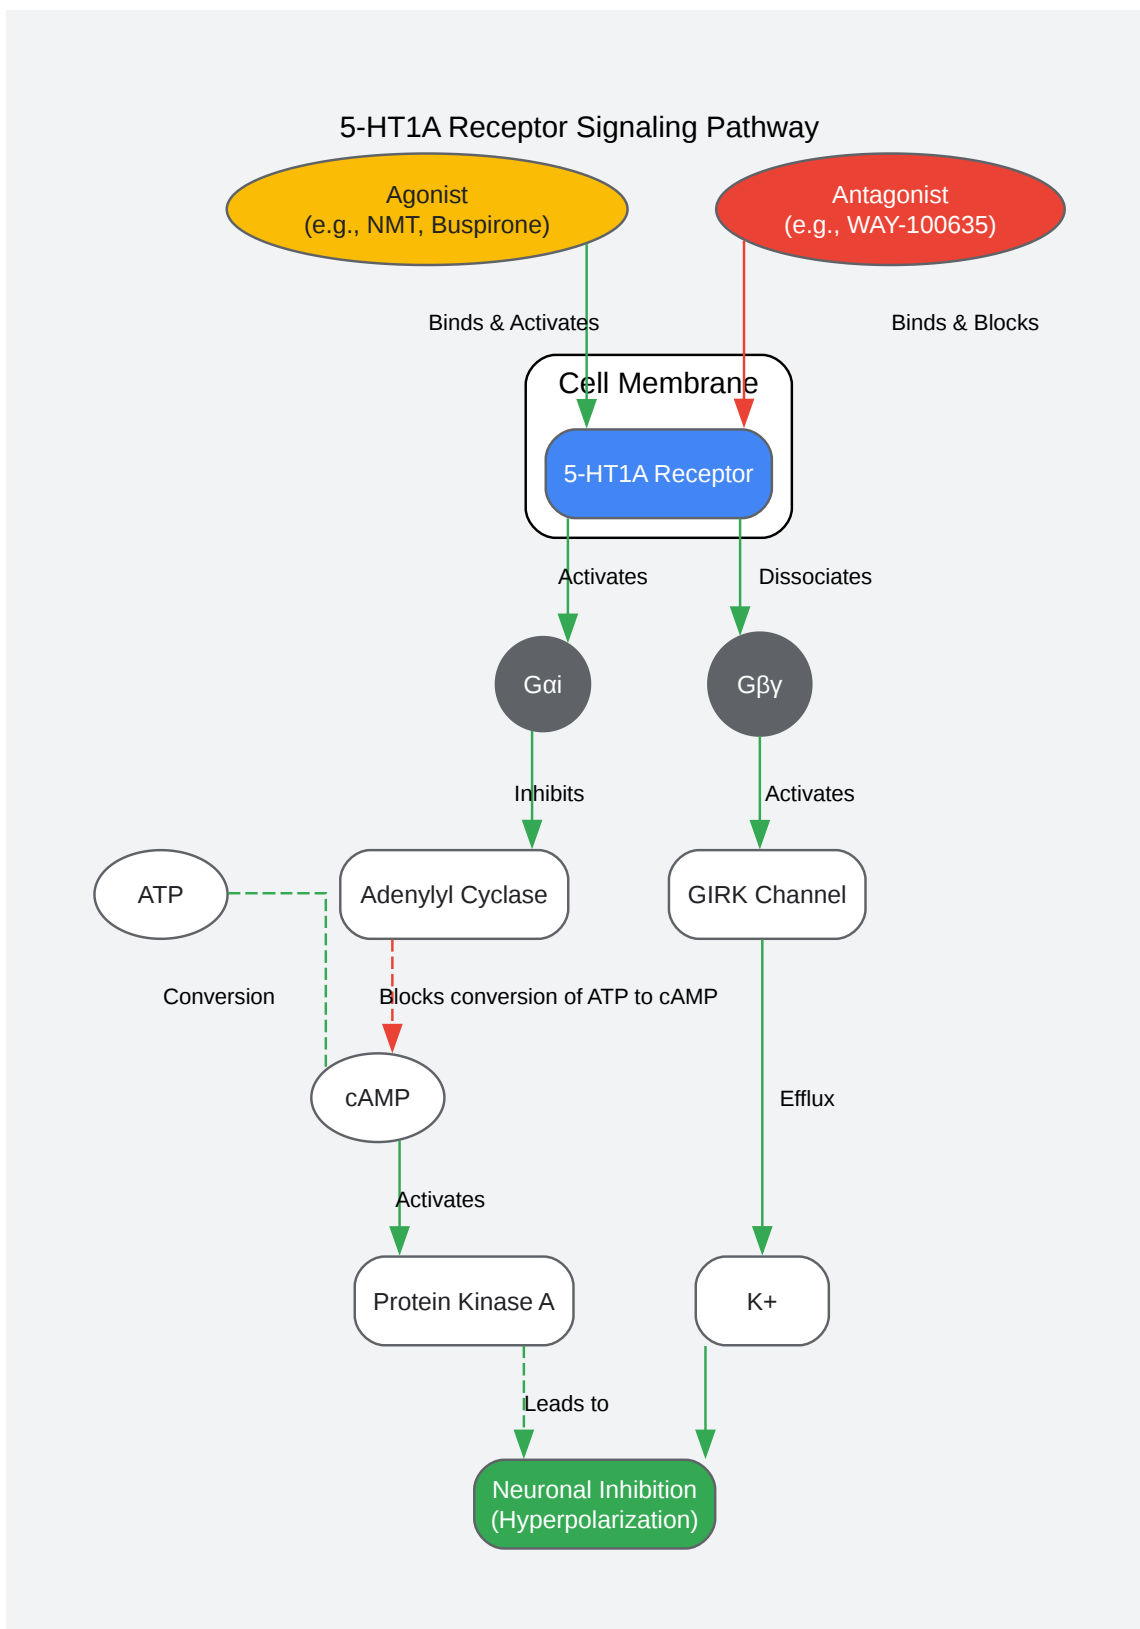 5-HT1A Receptor Signaling Pathway
Agonist
(e.g., NMT, Buspirone)
Antagonist
(e.g., WAY-100635)
Binds & Activates
Binds & Blocks
Cell Membrane
5-HT1A Receptor
Activates
Dissociates
Gαi
Gβγ
Inhibits
Activates
ATP
Adenylyl Cyclase
GIRK Channel
Conversion
Blocks conversion of ATP to cAMP
cAMP
Efflux
Activates
Protein Kinase A
K+
Leads to
Neuronal Inhibition
(Hyperpolarization)